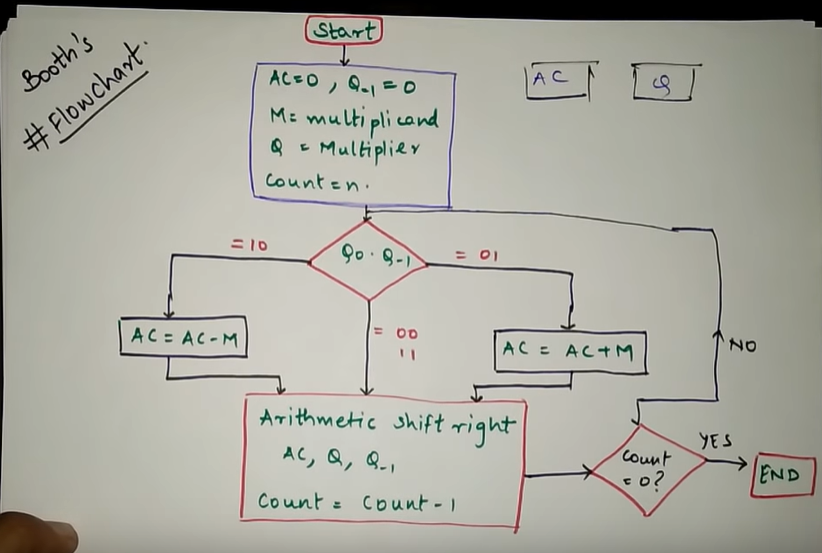 Booth's
#Flowchart.
Start
AC=0, Q-1=0
M= multiplicand
Q = Multiplier
Count=n.
AC
Q
Q0·Q-1
=10
= 01
= 00
11
AC = AC-M
AC = AC+M
Arithmetic shift right
AC, Q, Q-1
Count = Count-1
Count
=0?
NO
YES
END